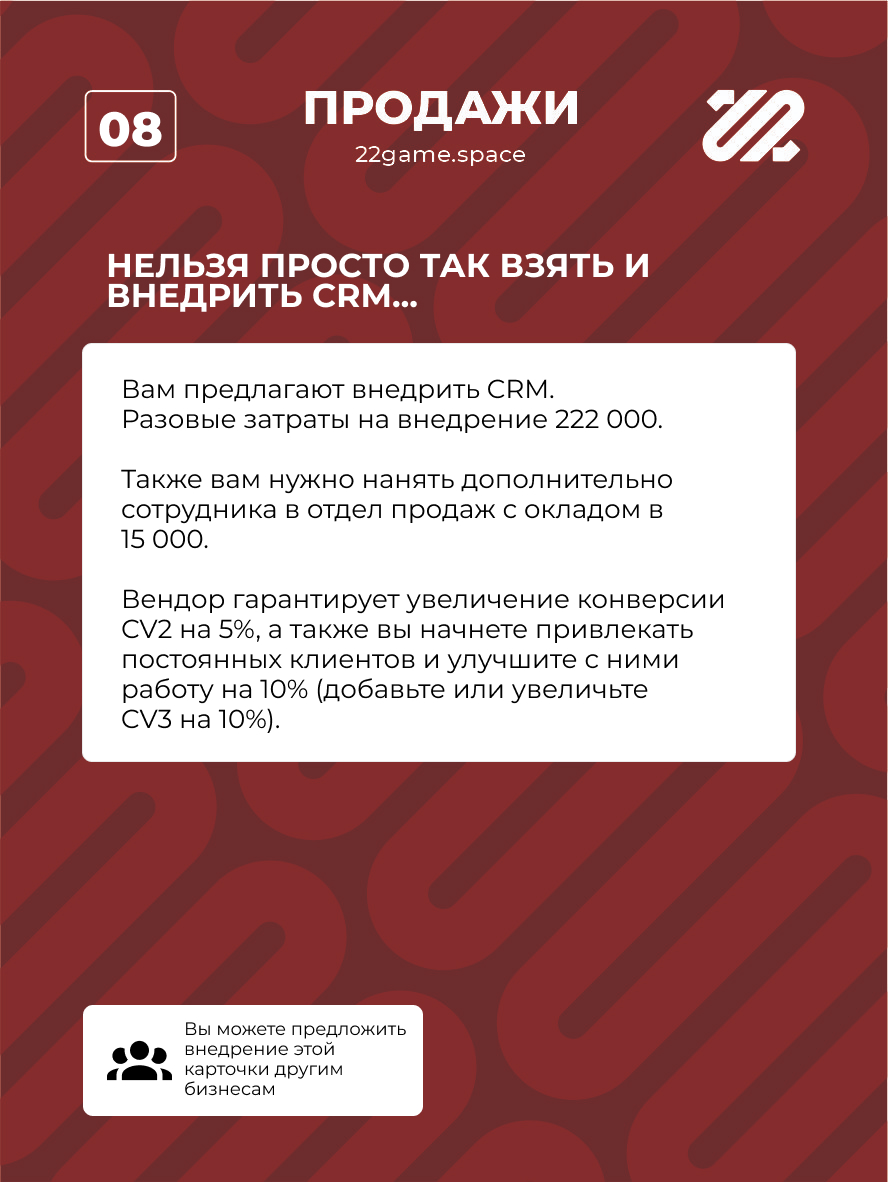 08
ПРОДАЖИ
22game.space
НЕЛЬЗЯ ПРОСТО ТАК ВЗЯТЬ И
ВНЕДРИТЬ CRM...
Вам предлагают внедрить CRM.
Разовые затраты на внедрение 222 000.
Также вам нужно нанять дополнительно
сотрудника в отдел продаж с окладом в
15 000.
Вендор гарантирует увеличение конверсии
CV2 на 5%, а также вы начнете привлекать
постоянных клиентов и улучшите с ними
работу на 10% (добавьте или увеличьте
CV3 на 10%).
Вы можете предложить
внедрение этой
карточки другим
бизнесам